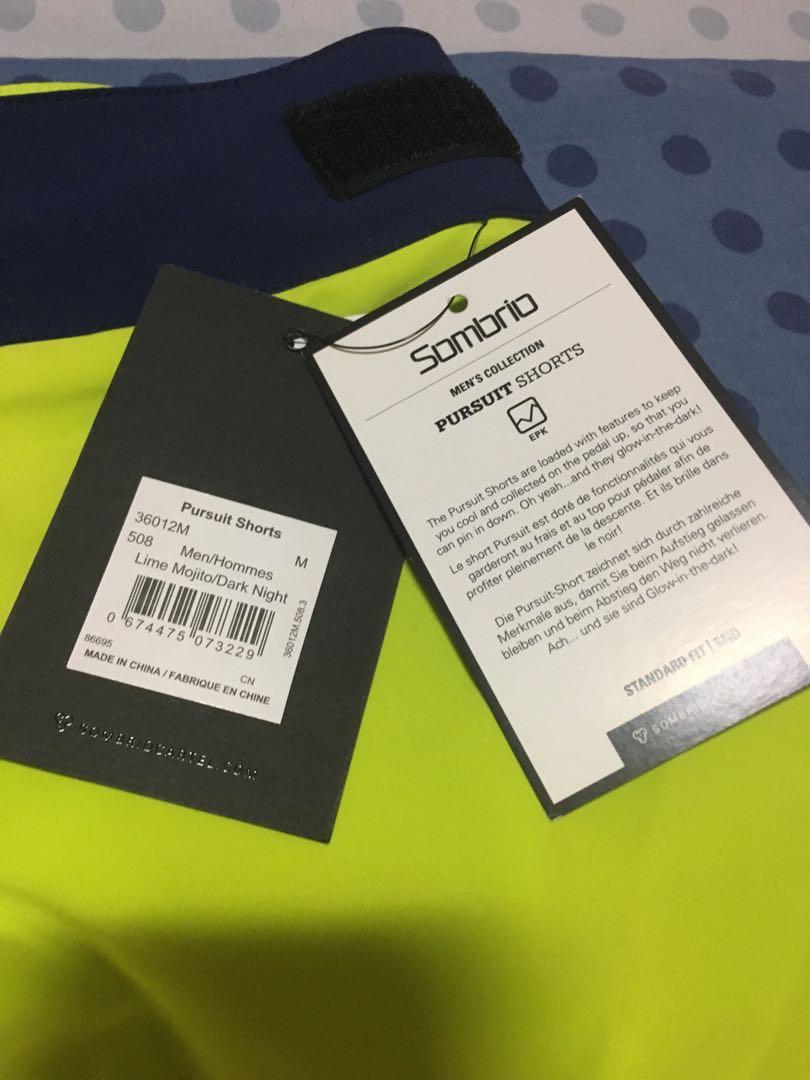 Pursuit Shorts
36012M M
508 Men/Hommes
Lime Mojito/Dark Night
0 674475 073229
36012M.508.3
86695 CN
MADE IN CHINA / FABRIQUE EN CHINE
SOMBRIOCARTEL.COM
Sombrio
MEN'S COLLECTION
PURSUIT SHORTS
EPK
The Pursuit Shorts are loaded with features to keep
you cool and collected on the pedal up, so that you
can pin in down. Oh yeah...and they glow-in-the-dark!
Le short Pursuit est doté de fonctionnalités qui vous
garderont au frais et au top pour pédaler afin de
profiter pleinement de la descente. Et ils brille dans
le noir!
Die Pursuit-Short zeichnet sich durch zahlreiche
Merkmale aus, damit Sie beim Aufstieg gelassen
bleiben und beim Abstieg den Weg nicht verlieren.
Ach... und sie sind Glow-in-the-dark!
STANDARD FIT |